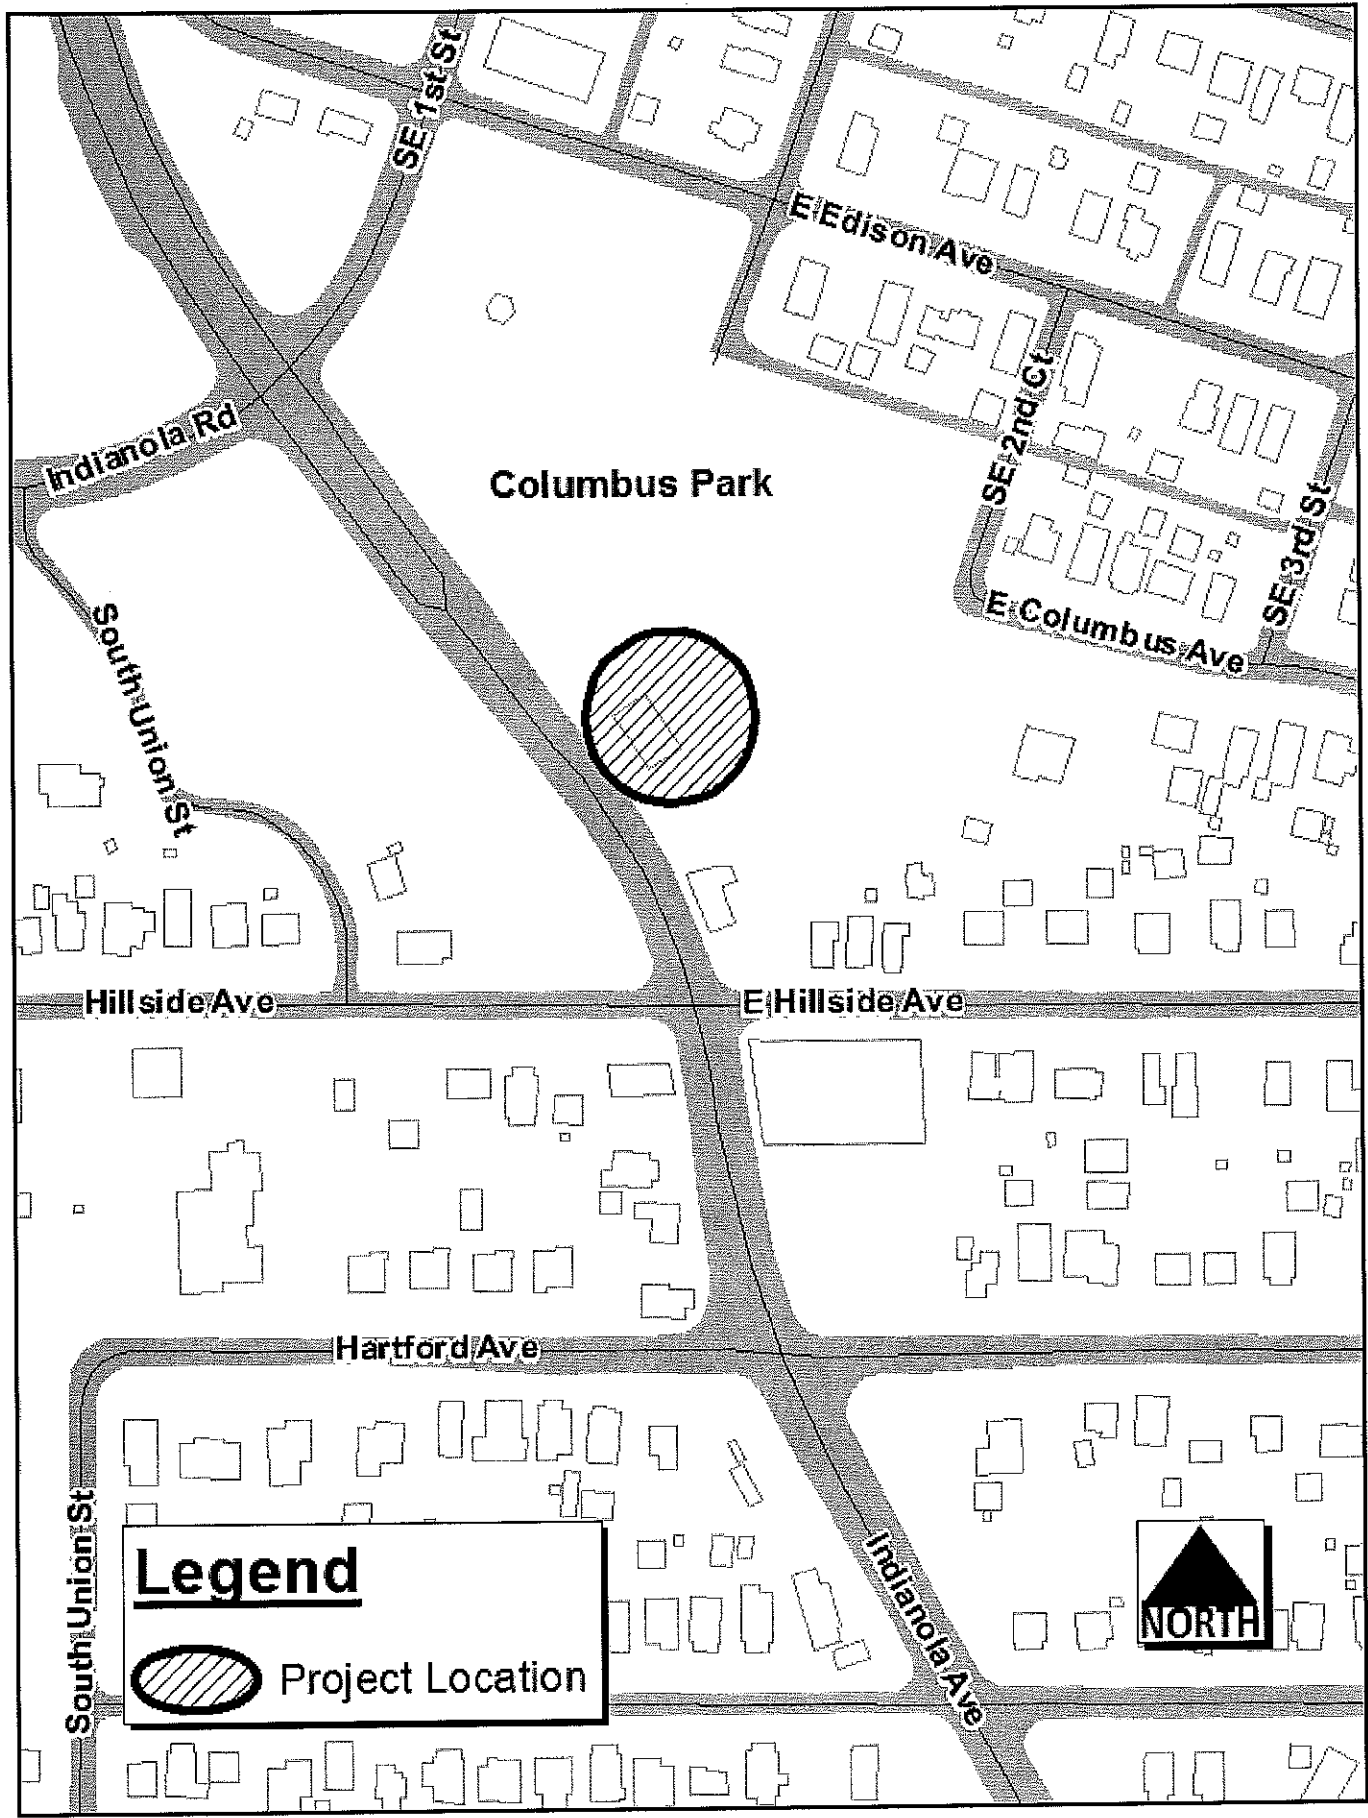 SE 1st St
E Edison Ave
Indianola Rd
SE 2nd Ct
Columbus Park
SE 3rd St
E Columbus Ave
South Union St
Hillside Ave
E Hillside Ave
Hartford Ave
South Union St
Indianola Ave
Legend
Project Location
NORTH